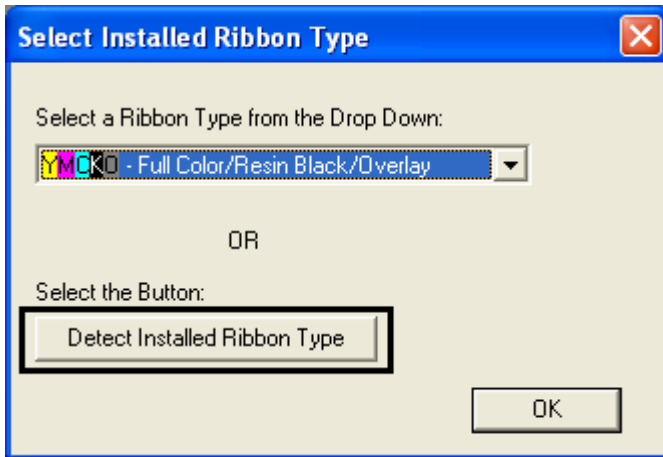 Select Installed Ribbon Type
Select a Ribbon Type from the Drop Down:
YMCKO - Full Color/Resin Black/Overlay
OR
Select the Button:
Detect Installed Ribbon Type
OK